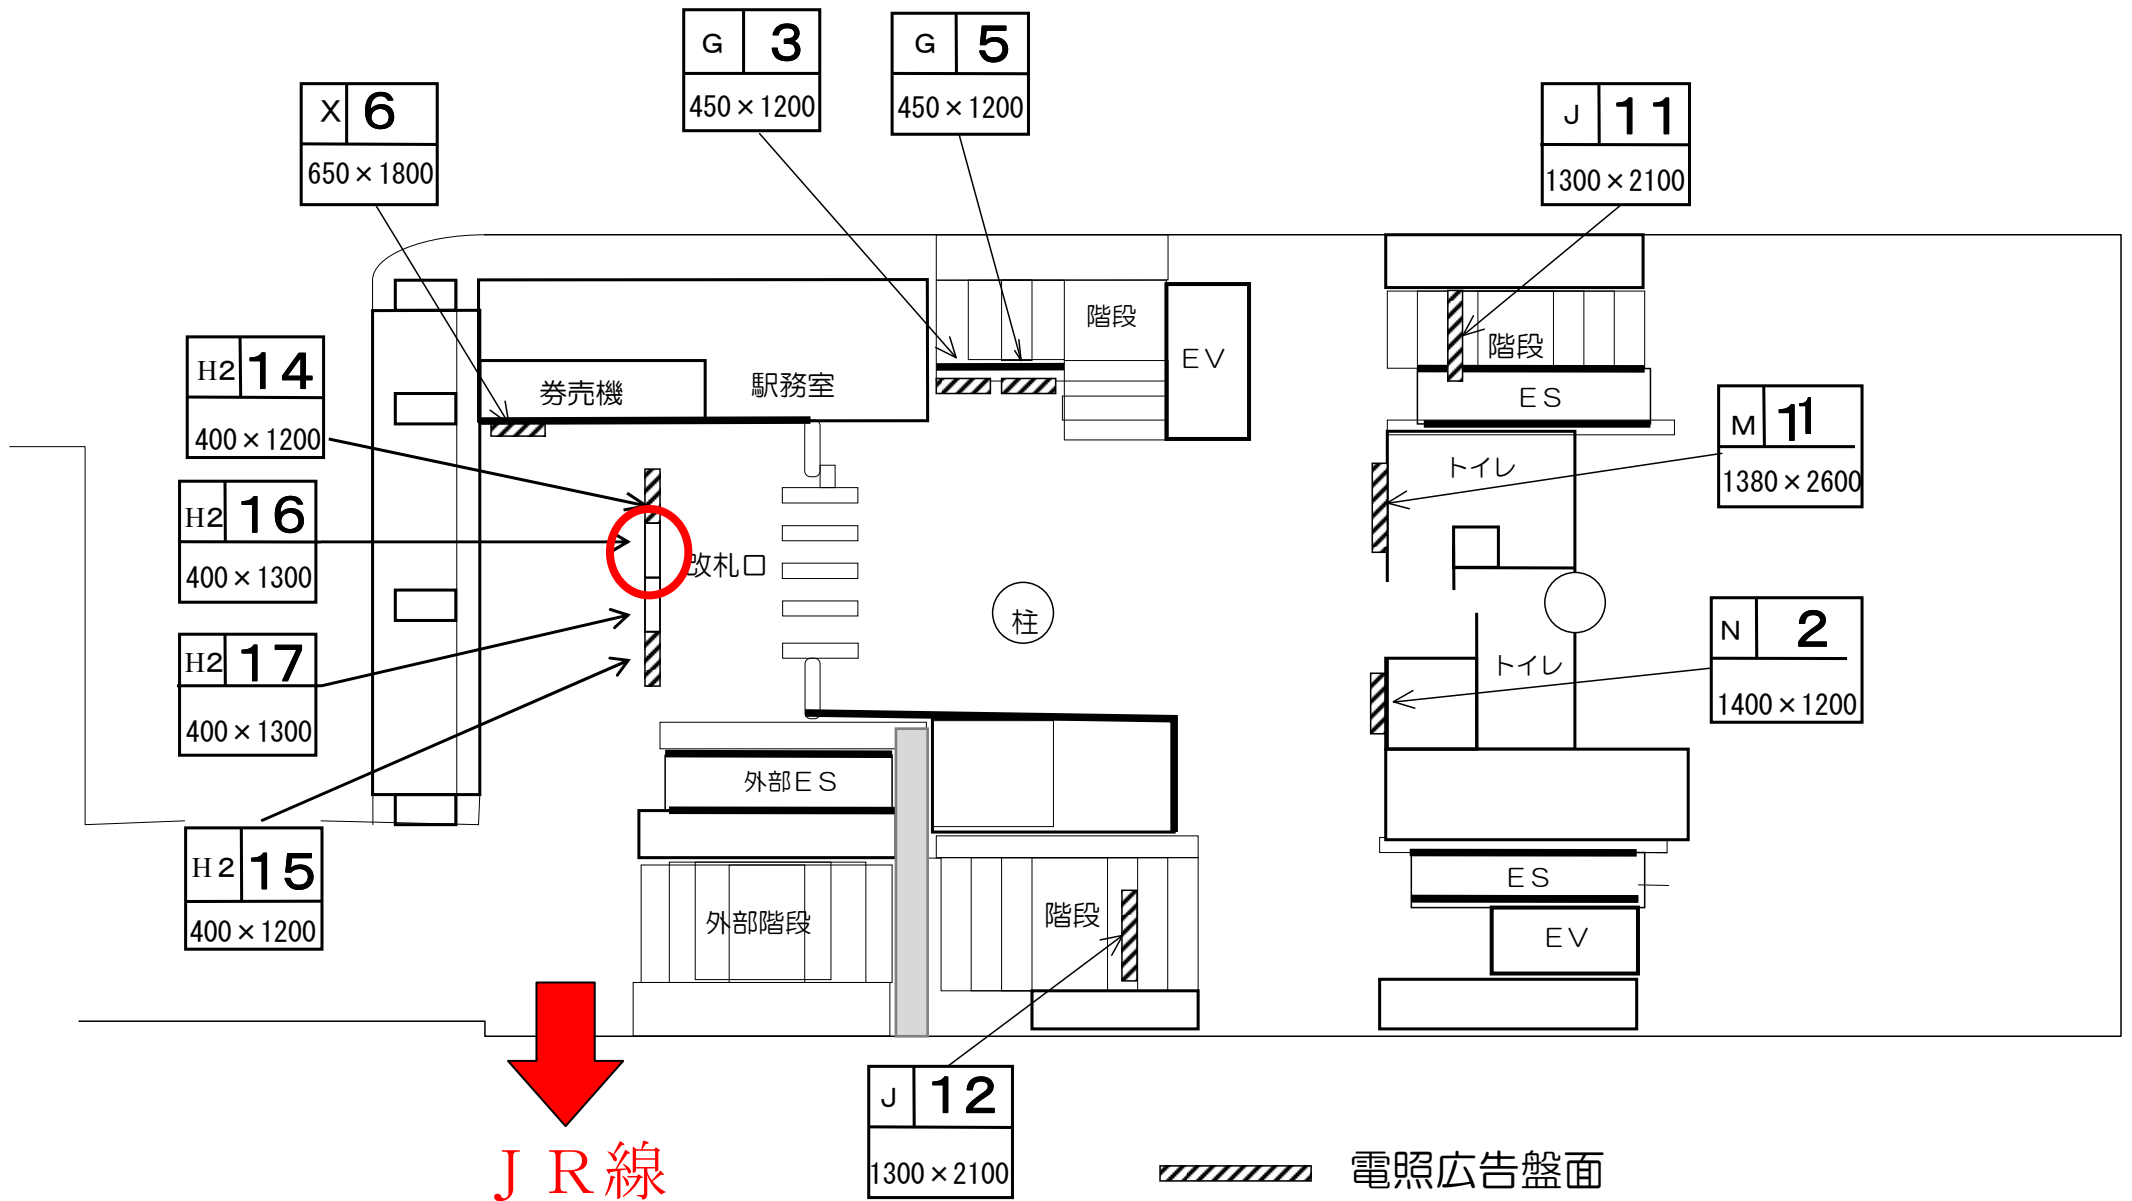 G 3
450×1200
G 5
450×1200
X 6
650×1800
J 11
1300×2100
階段
EV
階段
H2 14
400×1200
券売機
駅務室
ES
M 11
1380×2600
トイレ
H2 16
400×1300
改札口
柱
N 2
1400×1200
トイレ
H2 17
400×1300
外部ES
H2 15
400×1200
ES
外部階段
階段
EV
J 12
1300×2100
JR線
電照広告盤面